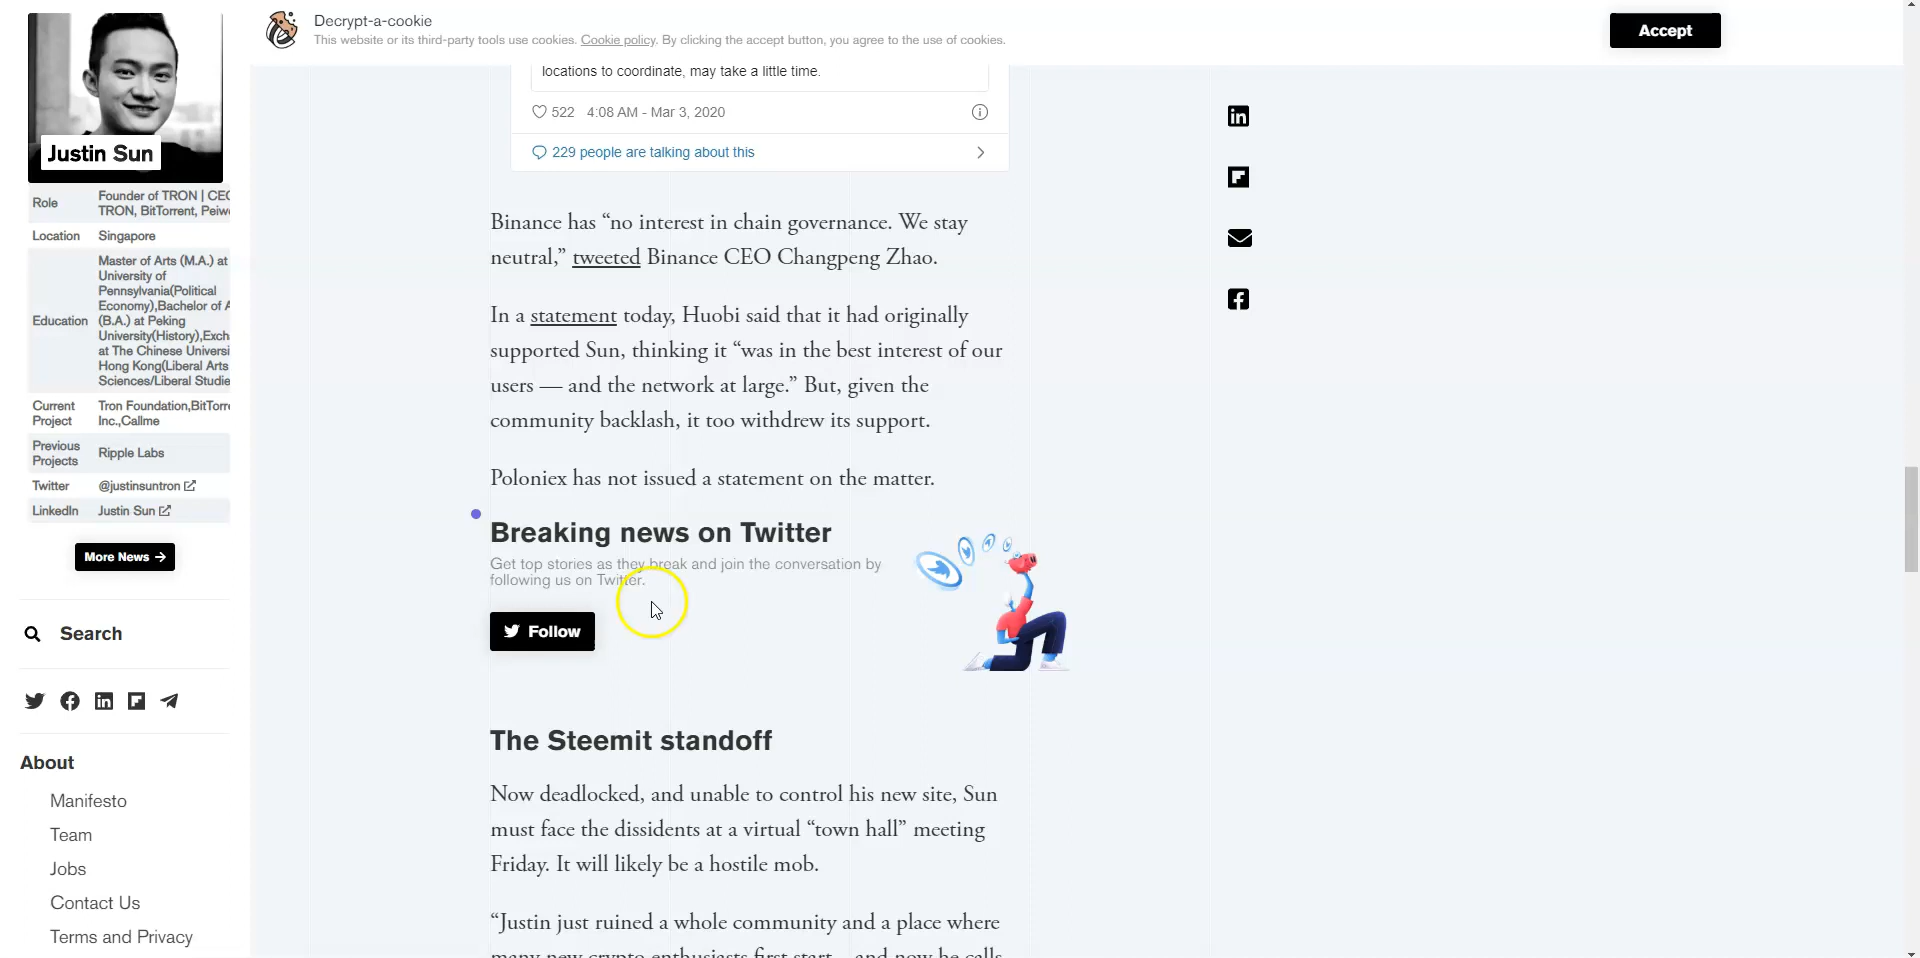 Justin Sun
Role
Founder of TRON | CEO
TRON, BitTorrent, Peiw
Location
Singapore
Education
Master of Arts (M.A.) at
University of
Pennsylvania(Political
Economy),Bachelor of A
(B.A.) at Peking
University(History),Exch
at The Chinese Universi
Hong Kong(Liberal Arts
Sciences/Liberal Studie
Current
Project
Tron Foundation,BitTorre
Inc.,Callme
Previous
Projects
Ripple Labs
Twitter
@justinsuntron
LinkedIn
Justin Sun
More News →
Search
About
Manifesto
Team
Jobs
Contact Us
Terms and Privacy
Decrypt-a-cookie
This website or its third-party tools use cookies. Cookie policy. By clicking the accept button, you agree to the use of cookies.
Accept
locations to coordinate, may take a little time.
522 4:08 AM - Mar 3, 2020
229 people are talking about this
Binance has “no interest in chain governance. We stay
neutral,” tweeted Binance CEO Changpeng Zhao.
In a statement today, Huobi said that it had originally
supported Sun, thinking it “was in the best interest of our
users — and the network at large.” But, given the
community backlash, it too withdrew its support.
Poloniex has not issued a statement on the matter.
Breaking news on Twitter
Get top stories as they break and join the conversation by
following us on Twitter.
Follow
The Steemit standoff
Now deadlocked, and unable to control his new site, Sun
must face the dissidents at a virtual “town hall” meeting
Friday. It will likely be a hostile mob.
“Justin just ruined a whole community and a place where
many new crypto enthusiasts first start—and now he calls